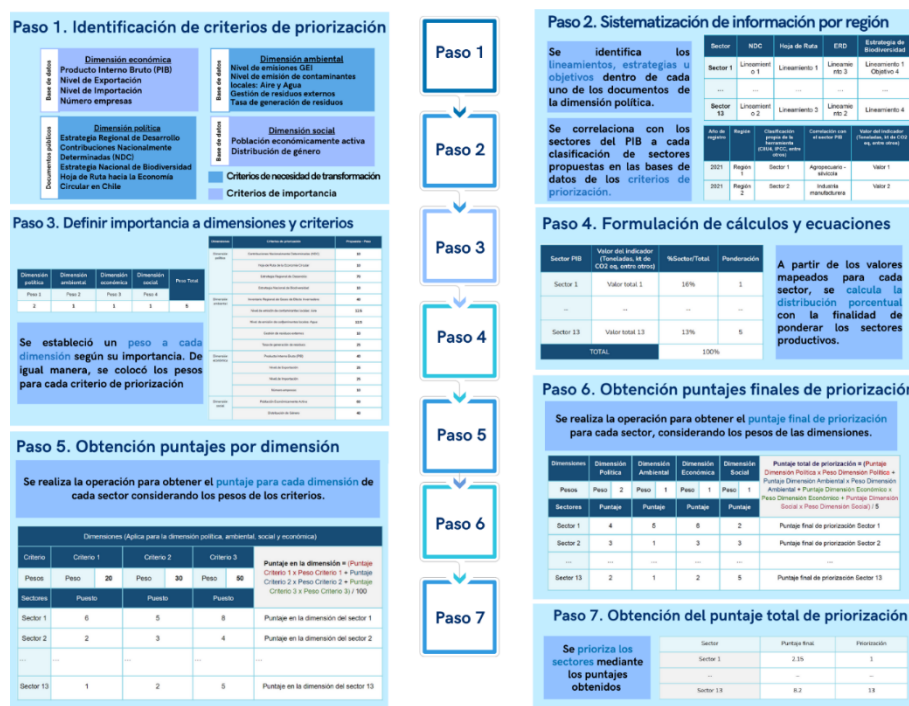 Paso 1. Identificación de criterios de priorización
Base de datos
Dimensión económica
Producto Interno Bruto (PIB)
Nivel de Exportación
Nivel de Importación
Número empresas
Base de datos
Dimensión ambiental
Nivel de emisiones GEI
Nivel de emisión de contaminantes
locales: Aire y Agua
Gestión de residuos externos
Tasa de generación de residuos
Documentos públicos
Dimensión política
Estrategia Regional de Desarrollo
Contribuciones Nacionalmente
Determinadas (NDC)
Estrategia Nacional de Biodiversidad
Hoja de Ruta hacia la Economía
Circular en Chile
Base de datos
Dimensión social
Población económicamente activa
Distribución de género
Criterios de necesidad de transformación
Criterios de importancia
Paso 3. Definir importancia a dimensiones y criterios
Dimensión política Dimensión ambiental Dimensión económica Dimensión social Peso Total
Peso 1 Peso 2 Peso 3 Peso 4
2 1 1 1 5
Se estableció un peso a cada
dimensión según su importancia. De
igual manera, se colocó los pesos
para cada criterio de priorización
Paso 5. Obtención puntajes por dimensión
Se realiza la operación para obtener el puntaje para cada dimensión de
cada sector considerando los pesos de los criterios.
Dimensiones (Aplica para la dimensión política, ambiental, social y económica)
Criterio Criterio 1 Criterio 2 Criterio 3
Puntaje en la dimensión = (Puntaje
Criterio 1 x Peso Criterio 1 + Puntaje
Criterio 2 x Peso Criterio 2 + Puntaje
Criterio 3 x Peso Criterio 3) / 100
Pesos Peso 20 Peso 30 Peso 50
Sectores Puesto Puesto Puesto
Sector 1 6 5 8 Puntaje en la dimensión del sector 1
Sector 2 2 3 4 Puntaje en la dimensión del sector 2
... ... ... ... ...
Sector 13 1 2 5 Puntaje en la dimensión del sector 13
Paso 1
Paso 2
Paso 3
Paso 4
Paso 5
Paso 6
Paso 7
Paso 2. Sistematización de información por región
Se identifica los
lineamientos, estrategias u
objetivos dentro de cada
uno de los documentos de
la dimensión política.
Se correlaciona con los
sectores del PIB a cada
clasificación de sectores
propuestas en las bases de
datos de los criterios de
priorización.
Sector NDC Hoja de Ruta ERD Estrategia de Biodiversidad
Sector 1 Lineamiento 1 Lineamiento 1 Lineamiento 3 Lineamiento 1 Objetivo 4
... ... ... ... ...
Sector 13 Lineamiento 2 Lineamiento 3 Lineamiento 2 Lineamiento 4
Año de registro Región Clasificación propia de la herramienta (CIIU4, IPCC, entre otros) Correlación con el sector PIB Valor del indicador (Toneladas, kt de CO2 eq, entre otros)
2021 Región 1 Sector 1 Agropecuario - silvícola Valor 1
2021 Región 2 Sector 2 Industria manufacturera Valor 2
Paso 4. Formulación de cálculos y ecuaciones
Sector PIB Valor del indicador (Toneladas, kt de CO2 eq, entre otros) %Sector/Total Ponderación
Sector 1 Valor total 1 16% 1
... ... ... ...
Sector 13 Valor total 13 13% 5
TOTAL 100%
A partir de los valores
mapeados para cada
sector, se calcula la
distribución porcentual
con la finalidad de
ponderar los sectores
productivos.
Paso 6. Obtención puntajes finales de priorización
Se realiza la operación para obtener el puntaje final de priorización
para cada sector, considerando los pesos de las dimensiones.
Dimensiones Dimensión Política Dimensión Ambiental Dimensión Económica Dimensión Social
Puntaje total de priorización = (Puntaje
Dimensión Política x Peso Dimensión Político +
Puntaje Dimensión Ambiental x Peso Dimensión
Ambiental + Puntaje Dimensión Económico x
Peso Dimensión Económico + Puntaje Dimensión
Social x Peso Dimensión Social) / 5
Pesos Peso 2 Peso 1 Peso 1 Peso 1
Sectores Puntaje Puntaje Puntaje Puntaje
Sector 1 4 5 6 2 Puntaje final de priorización Sector 1
Sector 2 3 1 3 3 Puntaje final de priorización Sector 2
... ... ... ... ... ...
Sector 13 2 1 2 5 Puntaje final de priorización Sector 13
Paso 7. Obtención del puntaje total de priorización
Se prioriza los
sectores mediante
los puntajes
obtenidos
Sector Puntaje final Priorización
Sector 1 2.15 1
... ... ...
Sector 13 8.2 13